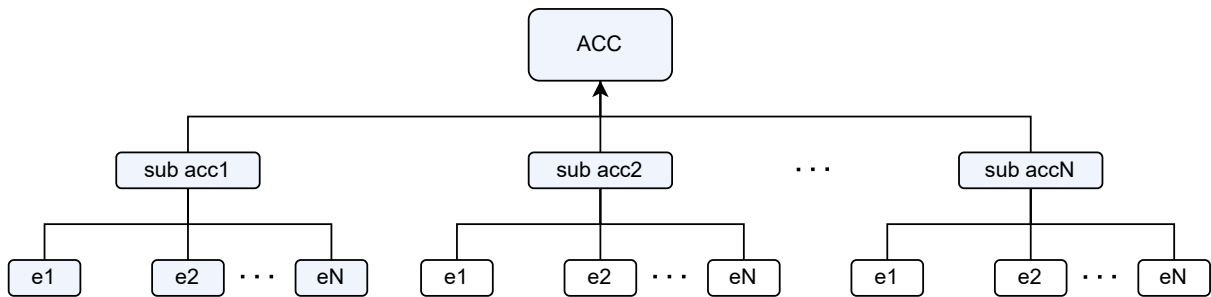 ACC
sub acc1
sub acc2
. . .
sub accN
e1
e2
. . .
eN
e1
e2
. . .
eN
e1
e2
. . .
eN